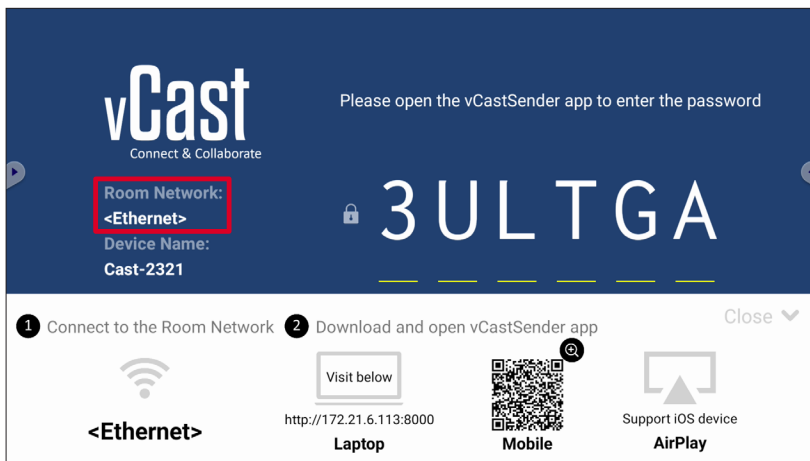 vCast
Connect & Collaborate
Please open the vCastSender app to enter the password
Room Network:
<Ethernet>
Device Name:
Cast-2321
3ULTGA
1 Connect to the Room Network
2 Download and open vCastSender app
Close
<Ethernet>
Visit below
http://172.21.6.113:8000
Laptop
Mobile
Support iOS device
AirPlay